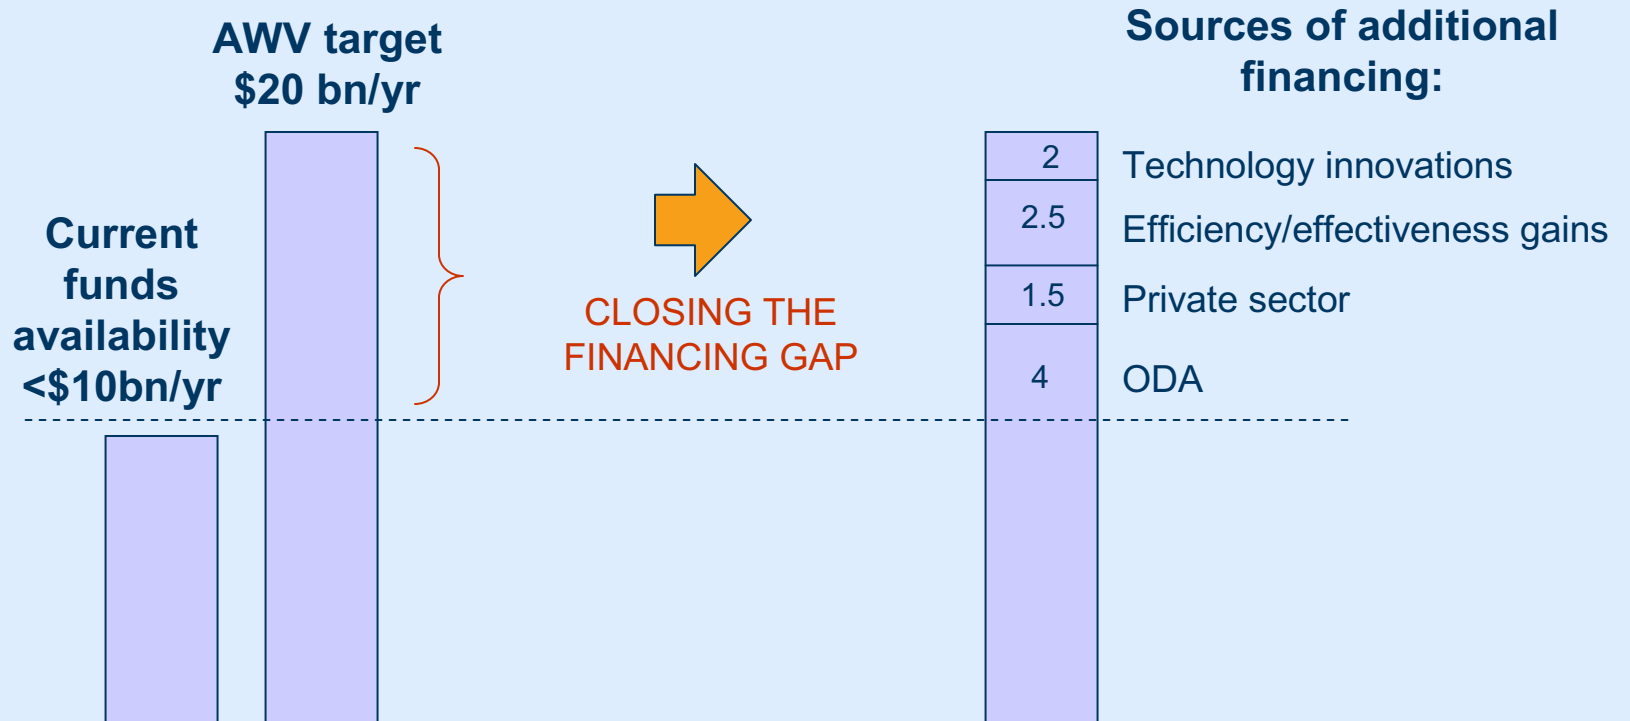 AWV target
$20 bn/yr
Current
funds
availability
<$10bn/yr
CLOSING THE
FINANCING GAP
Sources of additional
financing:
2
Technology innovations
2.5
Efficiency/effectiveness gains
1.5
Private sector
4
ODA